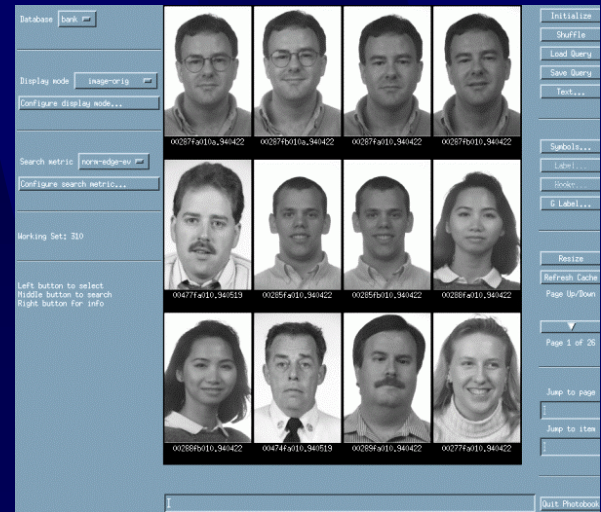 Database bank
Display mode image-orig
Configure display mode...
Search metric norm-edge-ev
Configure search metric...
Working Set: 310
Left button to select
Middle button to search
Right button for info
00287fa010a.940422 00287fb010a.940422 00287fa010.940422 00287fb010.940422
00477fa010.940519 00285fa010.940422 00285fb010.940422 00288fa010.940422
00288fb010.940422 00474fa010.940519 00289fa010.940422 00277fa010.940422
Initialize
Shuffle
Load Query
Save Query
Text...
Symbols...
Label...
Hooks...
G Label...
Resize
Refresh Cache
Page Up/Down
Page 1 of 26
Jump to page
Jump to item
Quit Photobook